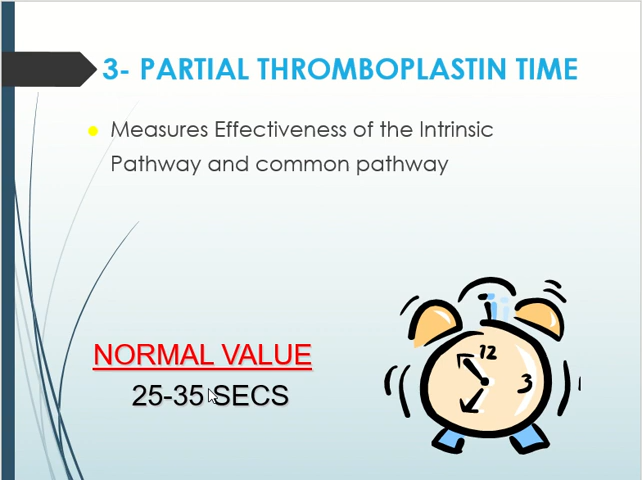 3- PARTIAL THROMBOPLASTIN TIME
Measures Effectiveness of the Intrinsic
Pathway and common pathway
NORMAL VALUE
25-35 SECS
12
3